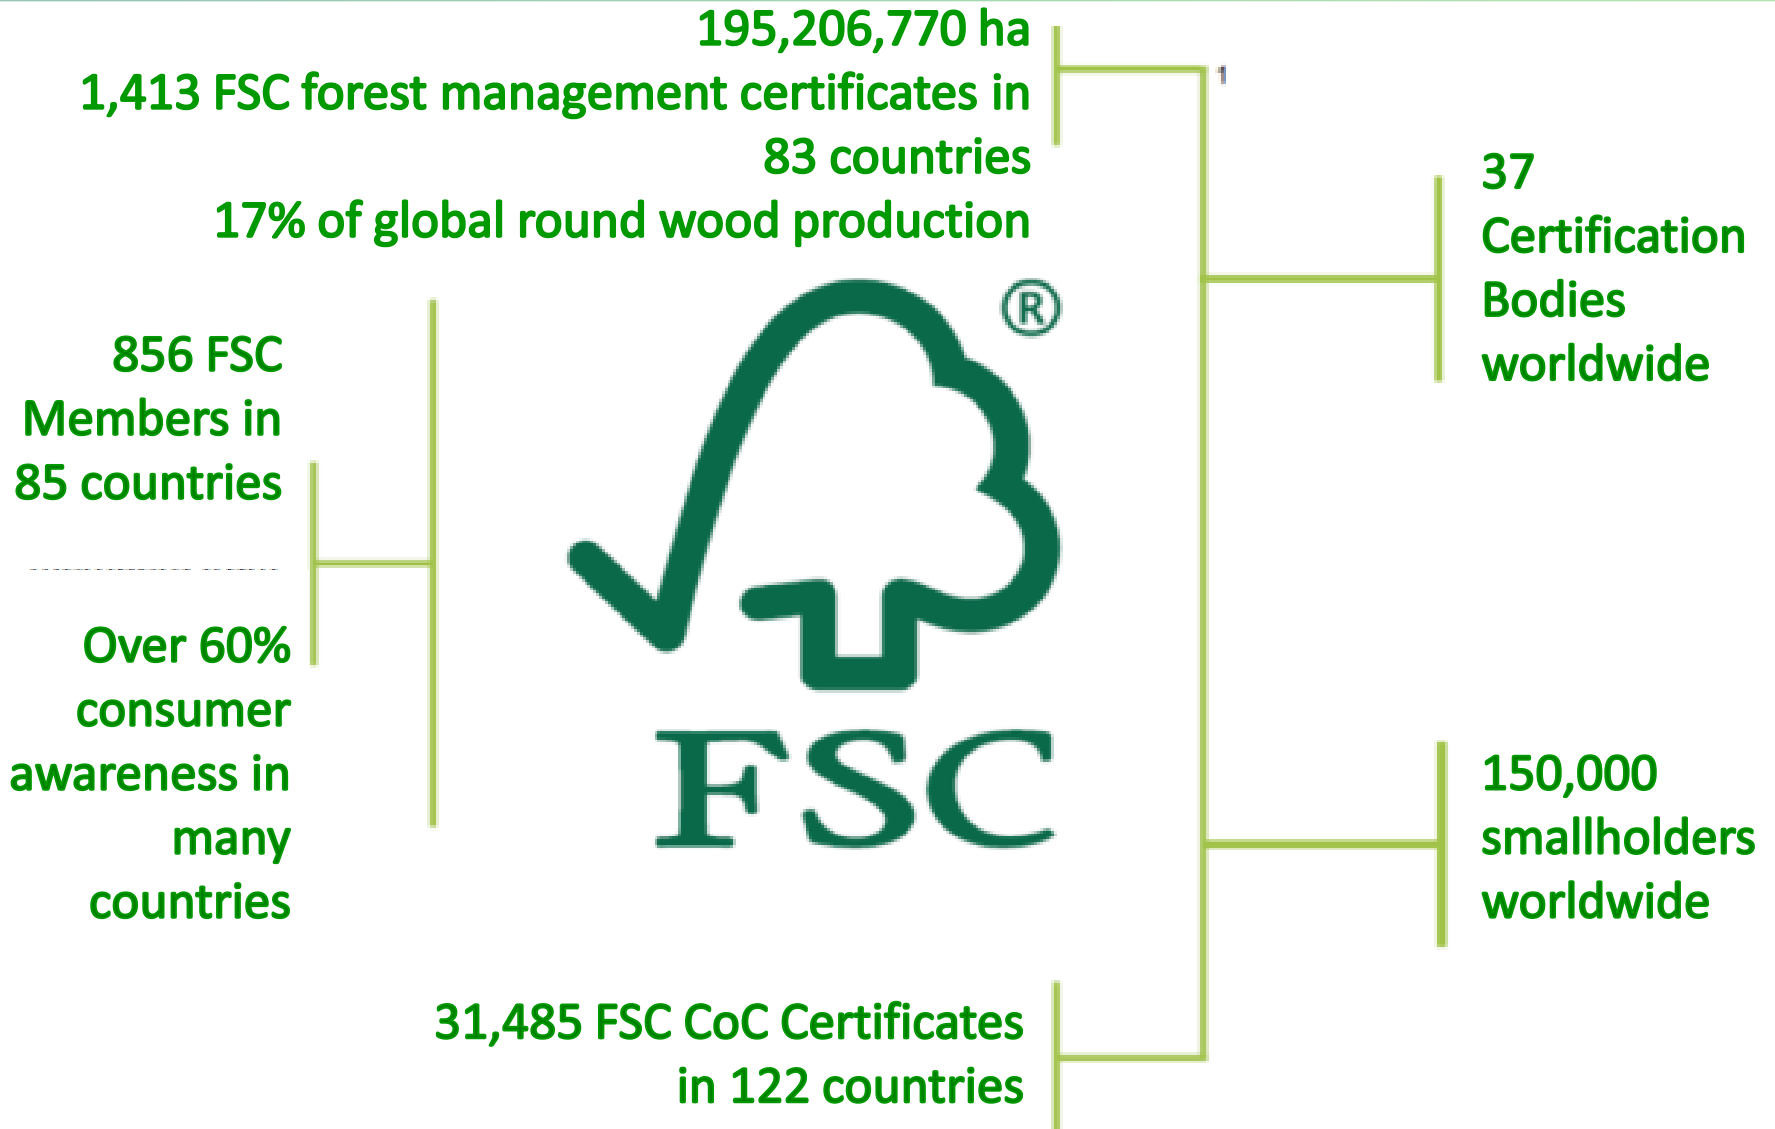 195,206,770 ha
1,413 FSC forest management certificates in
83 countries
17% of global round wood production
1
37
Certification
Bodies
worldwide
856 FSC
Members in
85 countries
Over 60%
consumer
awareness in
many
countries
®
FSC
150,000
smallholders
worldwide
31,485 FSC CoC Certificates
in 122 countries